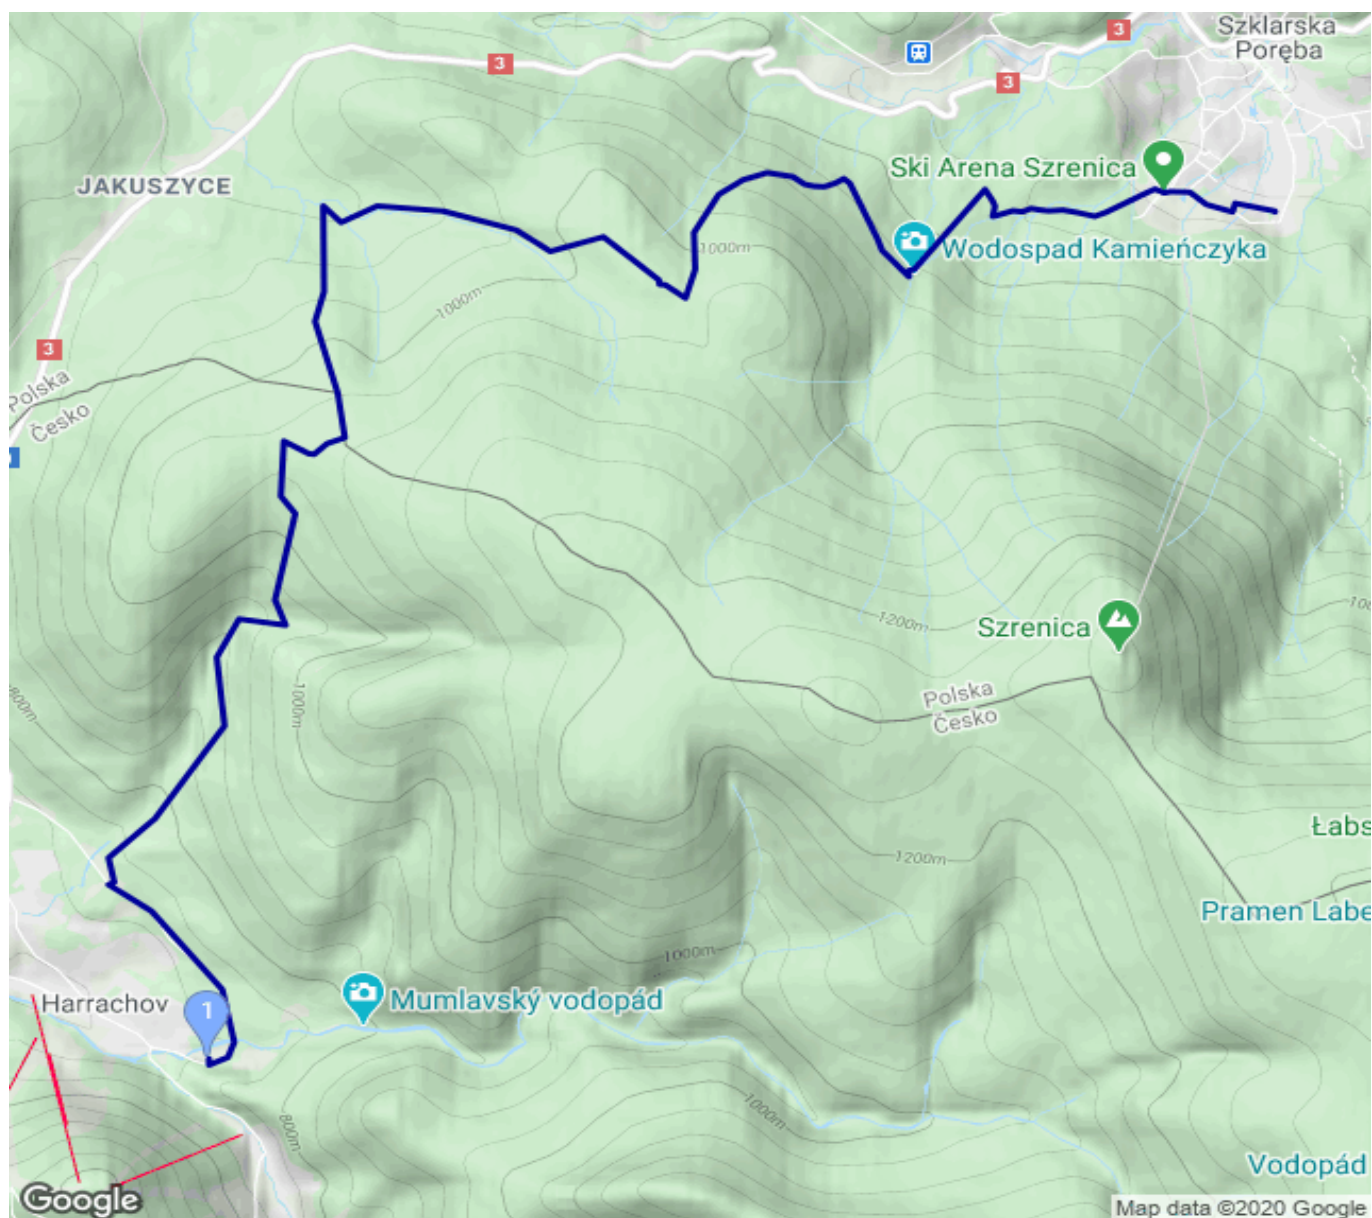 Szklarska
Poręba
3
3
3
Ski Arena Szrenica
JAKUSZYCE
Wodospad Kamieńczyka
1000m
1000m
3
Polska
Česko
1200m
Szrenica
100
1000m
800m
Polska
Česko
Łabs
1200m
Pramen Labe
1000m
Harrachov
1
Mumlavský vodopád
1000m
800m
Vodopád
Google
Map data ©2020 Google